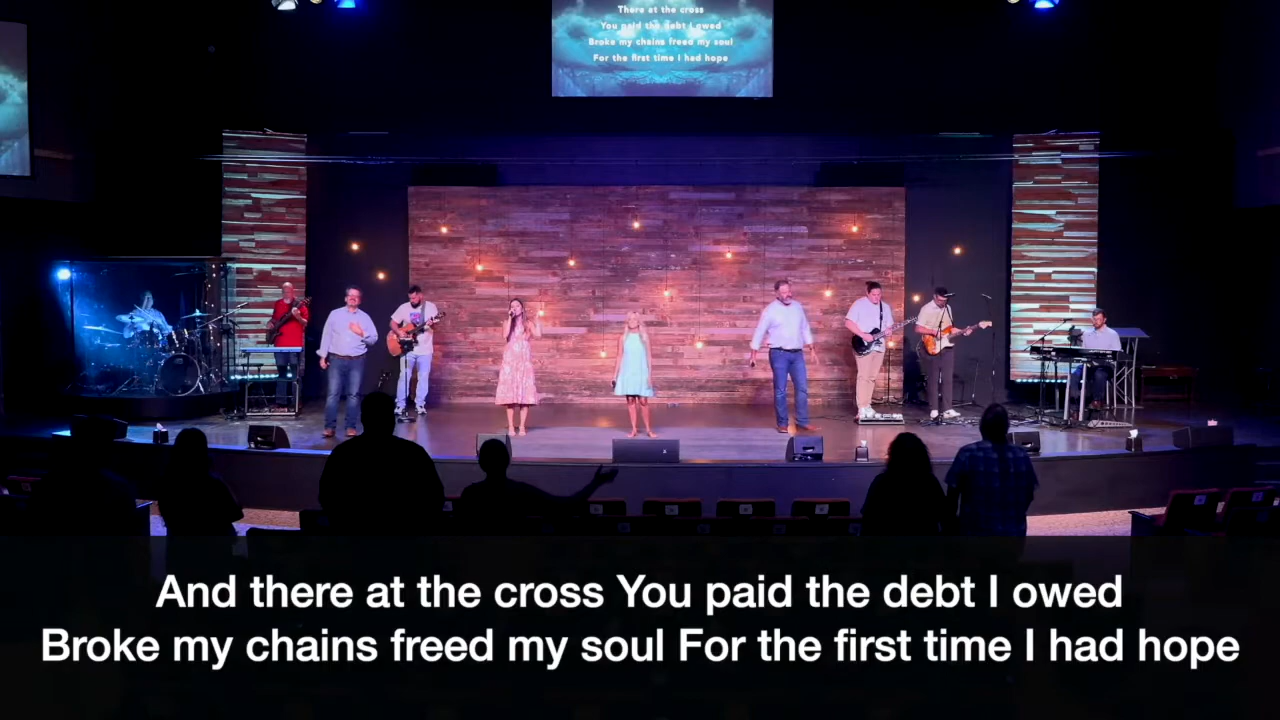 There at the cross
You paid the debt I owed
Broke my chains freed my soul
For the first time I had hope
And there at the cross You paid the debt I owed
Broke my chains freed my soul For the first time I had hope